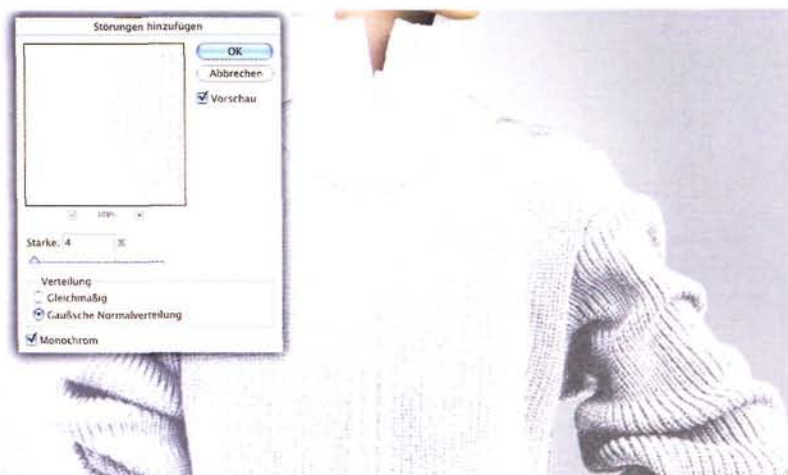 Störungen hinzufügen
OK
Abbrechen
Vorschau
100%
Stärke: 4 %
Verteilung
Gleichmäßig
Gaußsche Normalverteilung
Monochrom